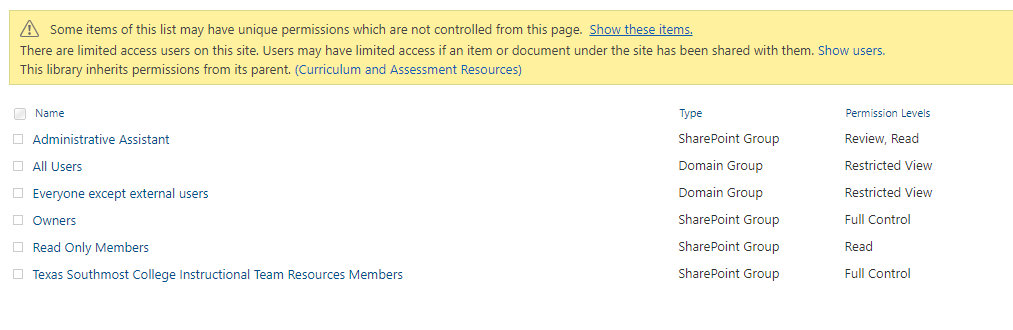 Some items of this list may have unique permissions which are not controlled from this page. Show these items.
There are limited access users on this site. Users may have limited access if an item or document under the site has been shared with them. Show users.
This library inherits permissions from its parent. (Curriculum and Assessment Resources)
Name Type Permission Levels
Administrative Assistant SharePoint Group Review, Read
All Users Domain Group Restricted View
Everyone except external users Domain Group Restricted View
Owners SharePoint Group Full Control
Read Only Members SharePoint Group Read
Texas Southmost College Instructional Team Resources Members SharePoint Group Full Control